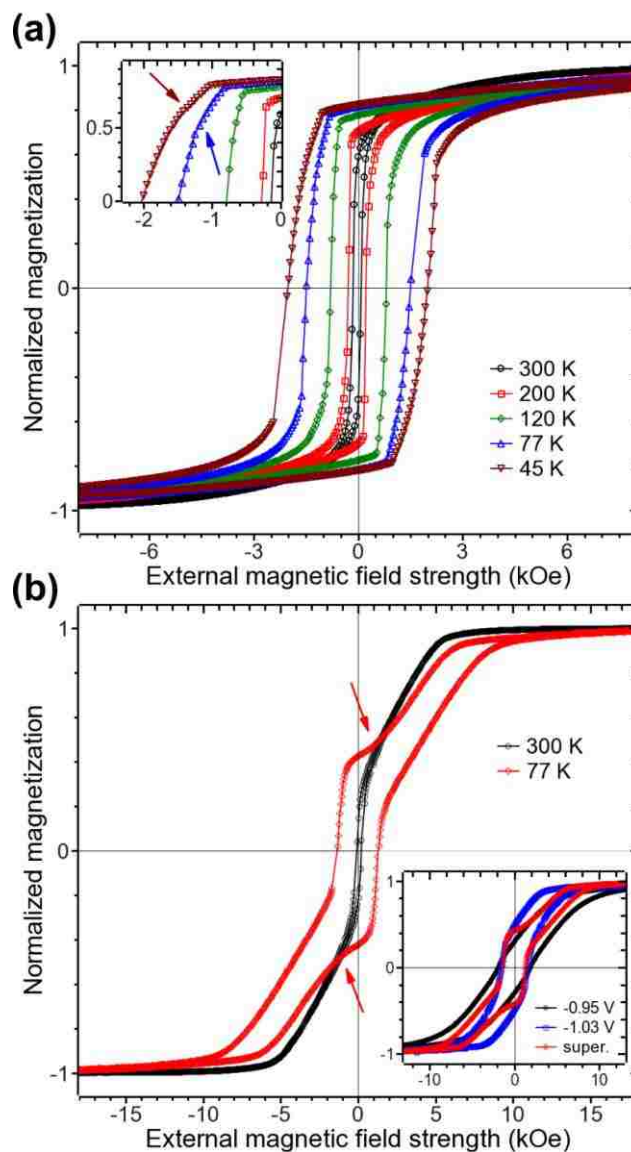 (a)
1
0
-1
Normalized magnetization
0.5
0
-2
-1
0
300 K
200 K
120 K
77 K
45 K
-6
-3
0
3
6
External magnetic field strength (kOe)
(b)
1
0
-1
Normalized magnetization
300 K
77 K
1
0
-1
-0.95 V
-1.03 V
super.
-10
0
10
-15
-10
-5
0
5
10
15
External magnetic field strength (kOe)